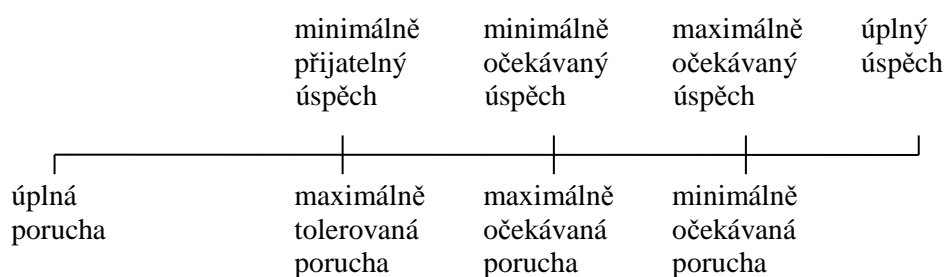 minimálně
přijatelný
úspěch
minimálně
očekávaný
úspěch
maximálně
očekávaný
úspěch
úplný
úspěch
úplná
porucha
maximálně
tolerovaná
porucha
maximálně
očekávaná
porucha
minimálně
očekávaná
porucha